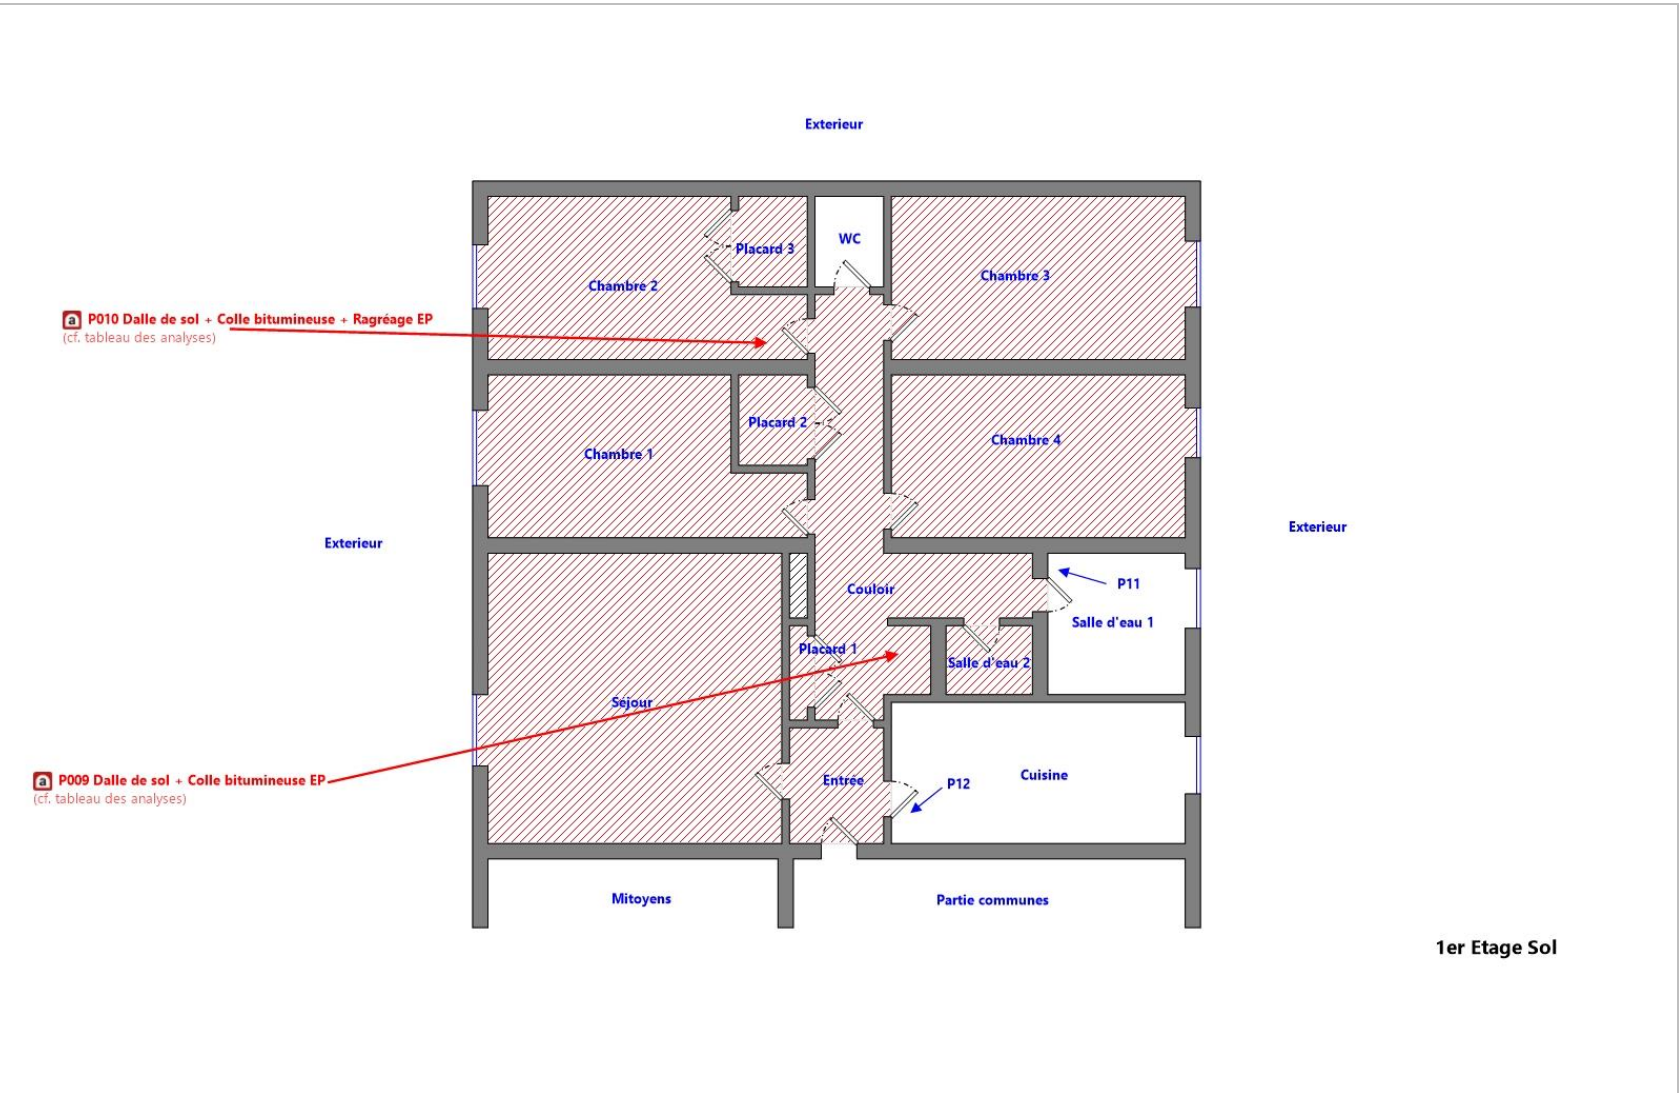 Exterieur
WC
Placard 3
Chambre 3
Chambre 2
a P010 Dalle de sol + Colle bitumineuse + Ragréage EP
(cf. tableau des analyses)
Placard 2
Chambre 4
Chambre 1
Exterieur
Exterieur
P11
Couloir
Salle d'eau 1
Placard 1
Salle d'eau 2
Séjour
a P009 Dalle de sol + Colle bitumineuse EP
(cf. tableau des analyses)
Entrée
P12
Cuisine
Mitoyens
Partie communes
1er Etage Sol